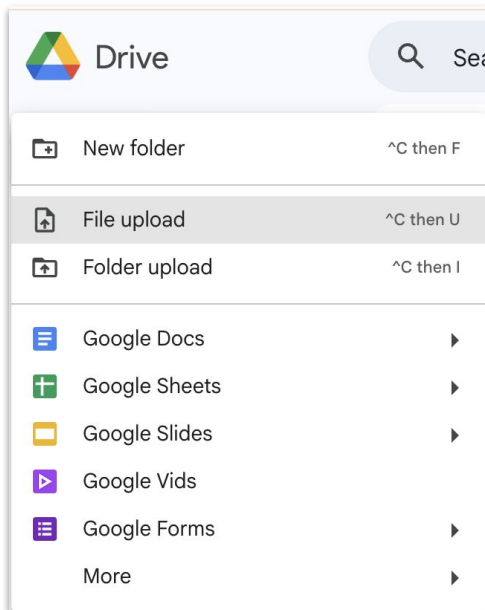 Drive
Sea
New folder ^C then F
File upload ^C then U
Folder upload ^C then I
Google Docs
Google Sheets
Google Slides
Google Vids
Google Forms
More